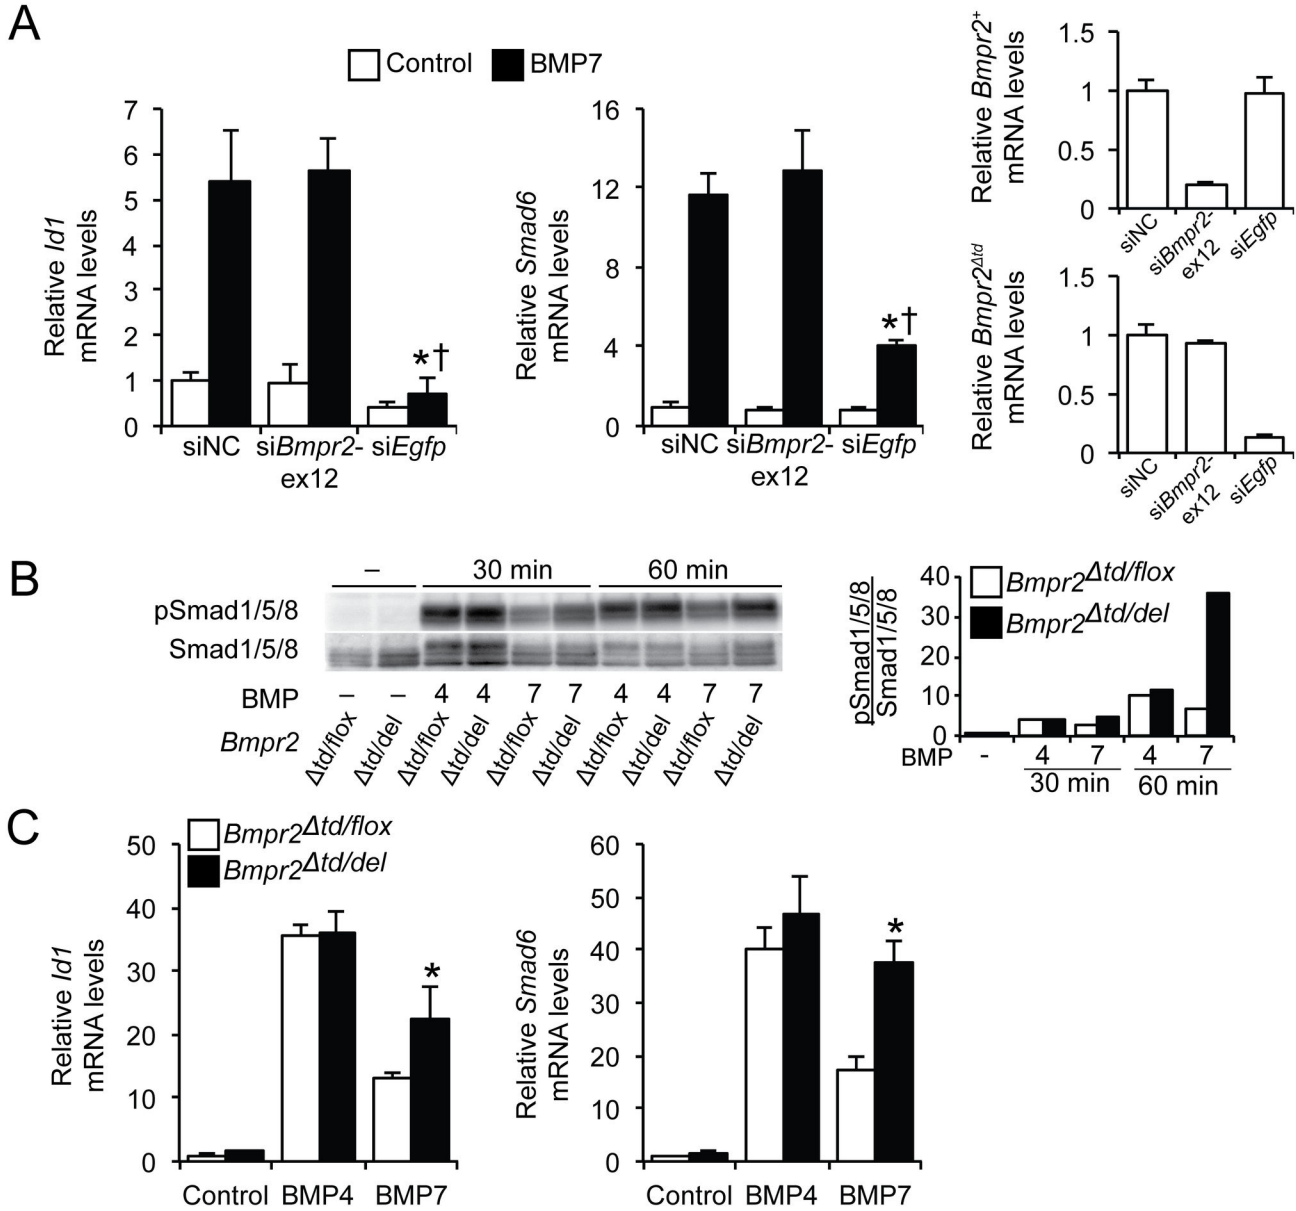 A
Control
BMP7
Relative Id1
mRNA levels
7
6
5
4
3
2
1
0
siNC
siBmpr2-
ex12
siEgfp
*†
Relative Smad6
mRNA levels
16
12
8
4
0
siNC
siBmpr2-
ex12
siEgfp
*†
Relative Bmpr2+
mRNA levels
1.5
1
0.5
0
siNC
siBmpr2-
ex12
siEgfp
Relative Bmpr2Δtd
mRNA levels
1.5
1
0.5
0
siNC
siBmpr2-
ex12
siEgfp
B
– 30 min 60 min
pSmad1/5/8
Smad1/5/8
BMP – – 4 4 7 7 4 4 7 7
Bmpr2 Δtd/flox Δtd/del Δtd/flox Δtd/del Δtd/flox Δtd/del Δtd/flox Δtd/del Δtd/flox Δtd/del
pSmad1/5/8
Smad1/5/8
40
30
20
10
0
Bmpr2Δtd/flox
Bmpr2Δtd/del
BMP - 4 7 4 7
30 min 60 min
C
Bmpr2Δtd/flox
Bmpr2Δtd/del
Relative Id1
mRNA levels
50
40
30
20
10
0
*
Control BMP4 BMP7
Relative Smad6
mRNA levels
60
50
40
30
20
10
0
*
Control BMP4 BMP7